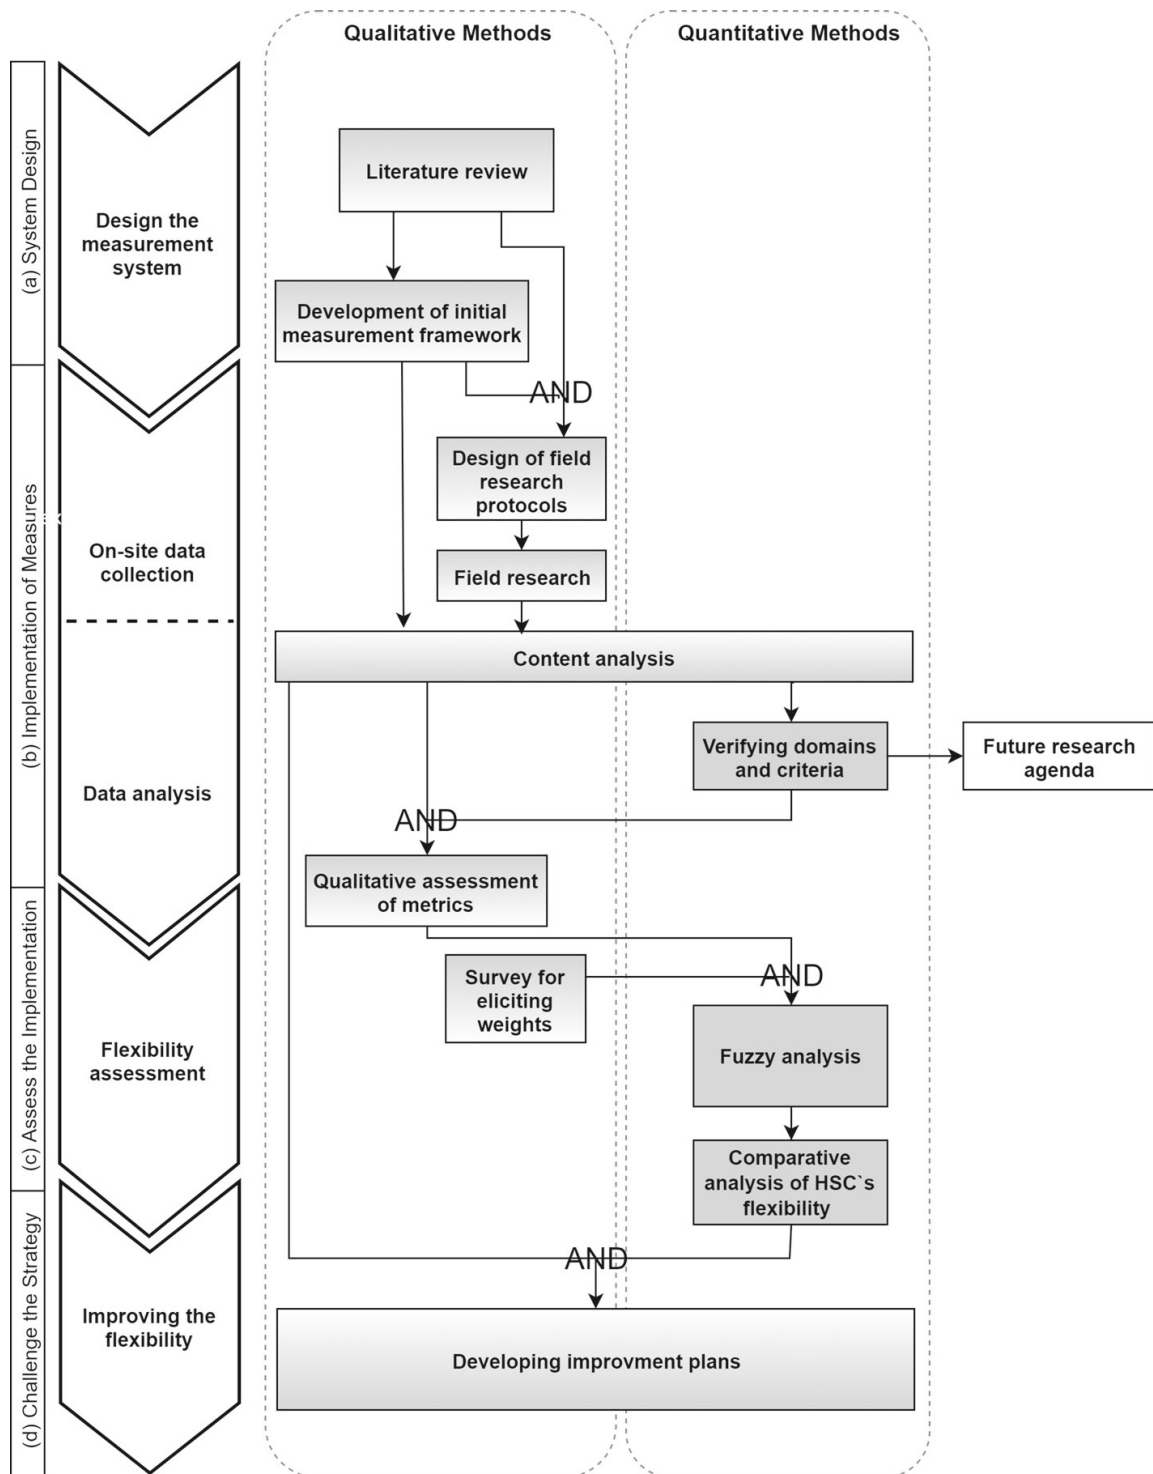 Qualitative Methods
Quantitative Methods
(a) System Design
Design the
measurement
system
Literature review
Development of initial
measurement framework
AND
(b) Implementation of Measures
On-site data
collection
Design of field
research
protocols
Field research
Content analysis
Data analysis
Verifying domains
and criteria
Future research
agenda
AND
Qualitative assessment
of metrics
(c) Assess the Implementation
Flexibility
assessment
Survey for
eliciting
weights
AND
Fuzzy analysis
Comparative
analysis of HSC`s
flexibility
(d) Challenge the Strategy
Improving the
flexibility
AND
Developing improvment plans